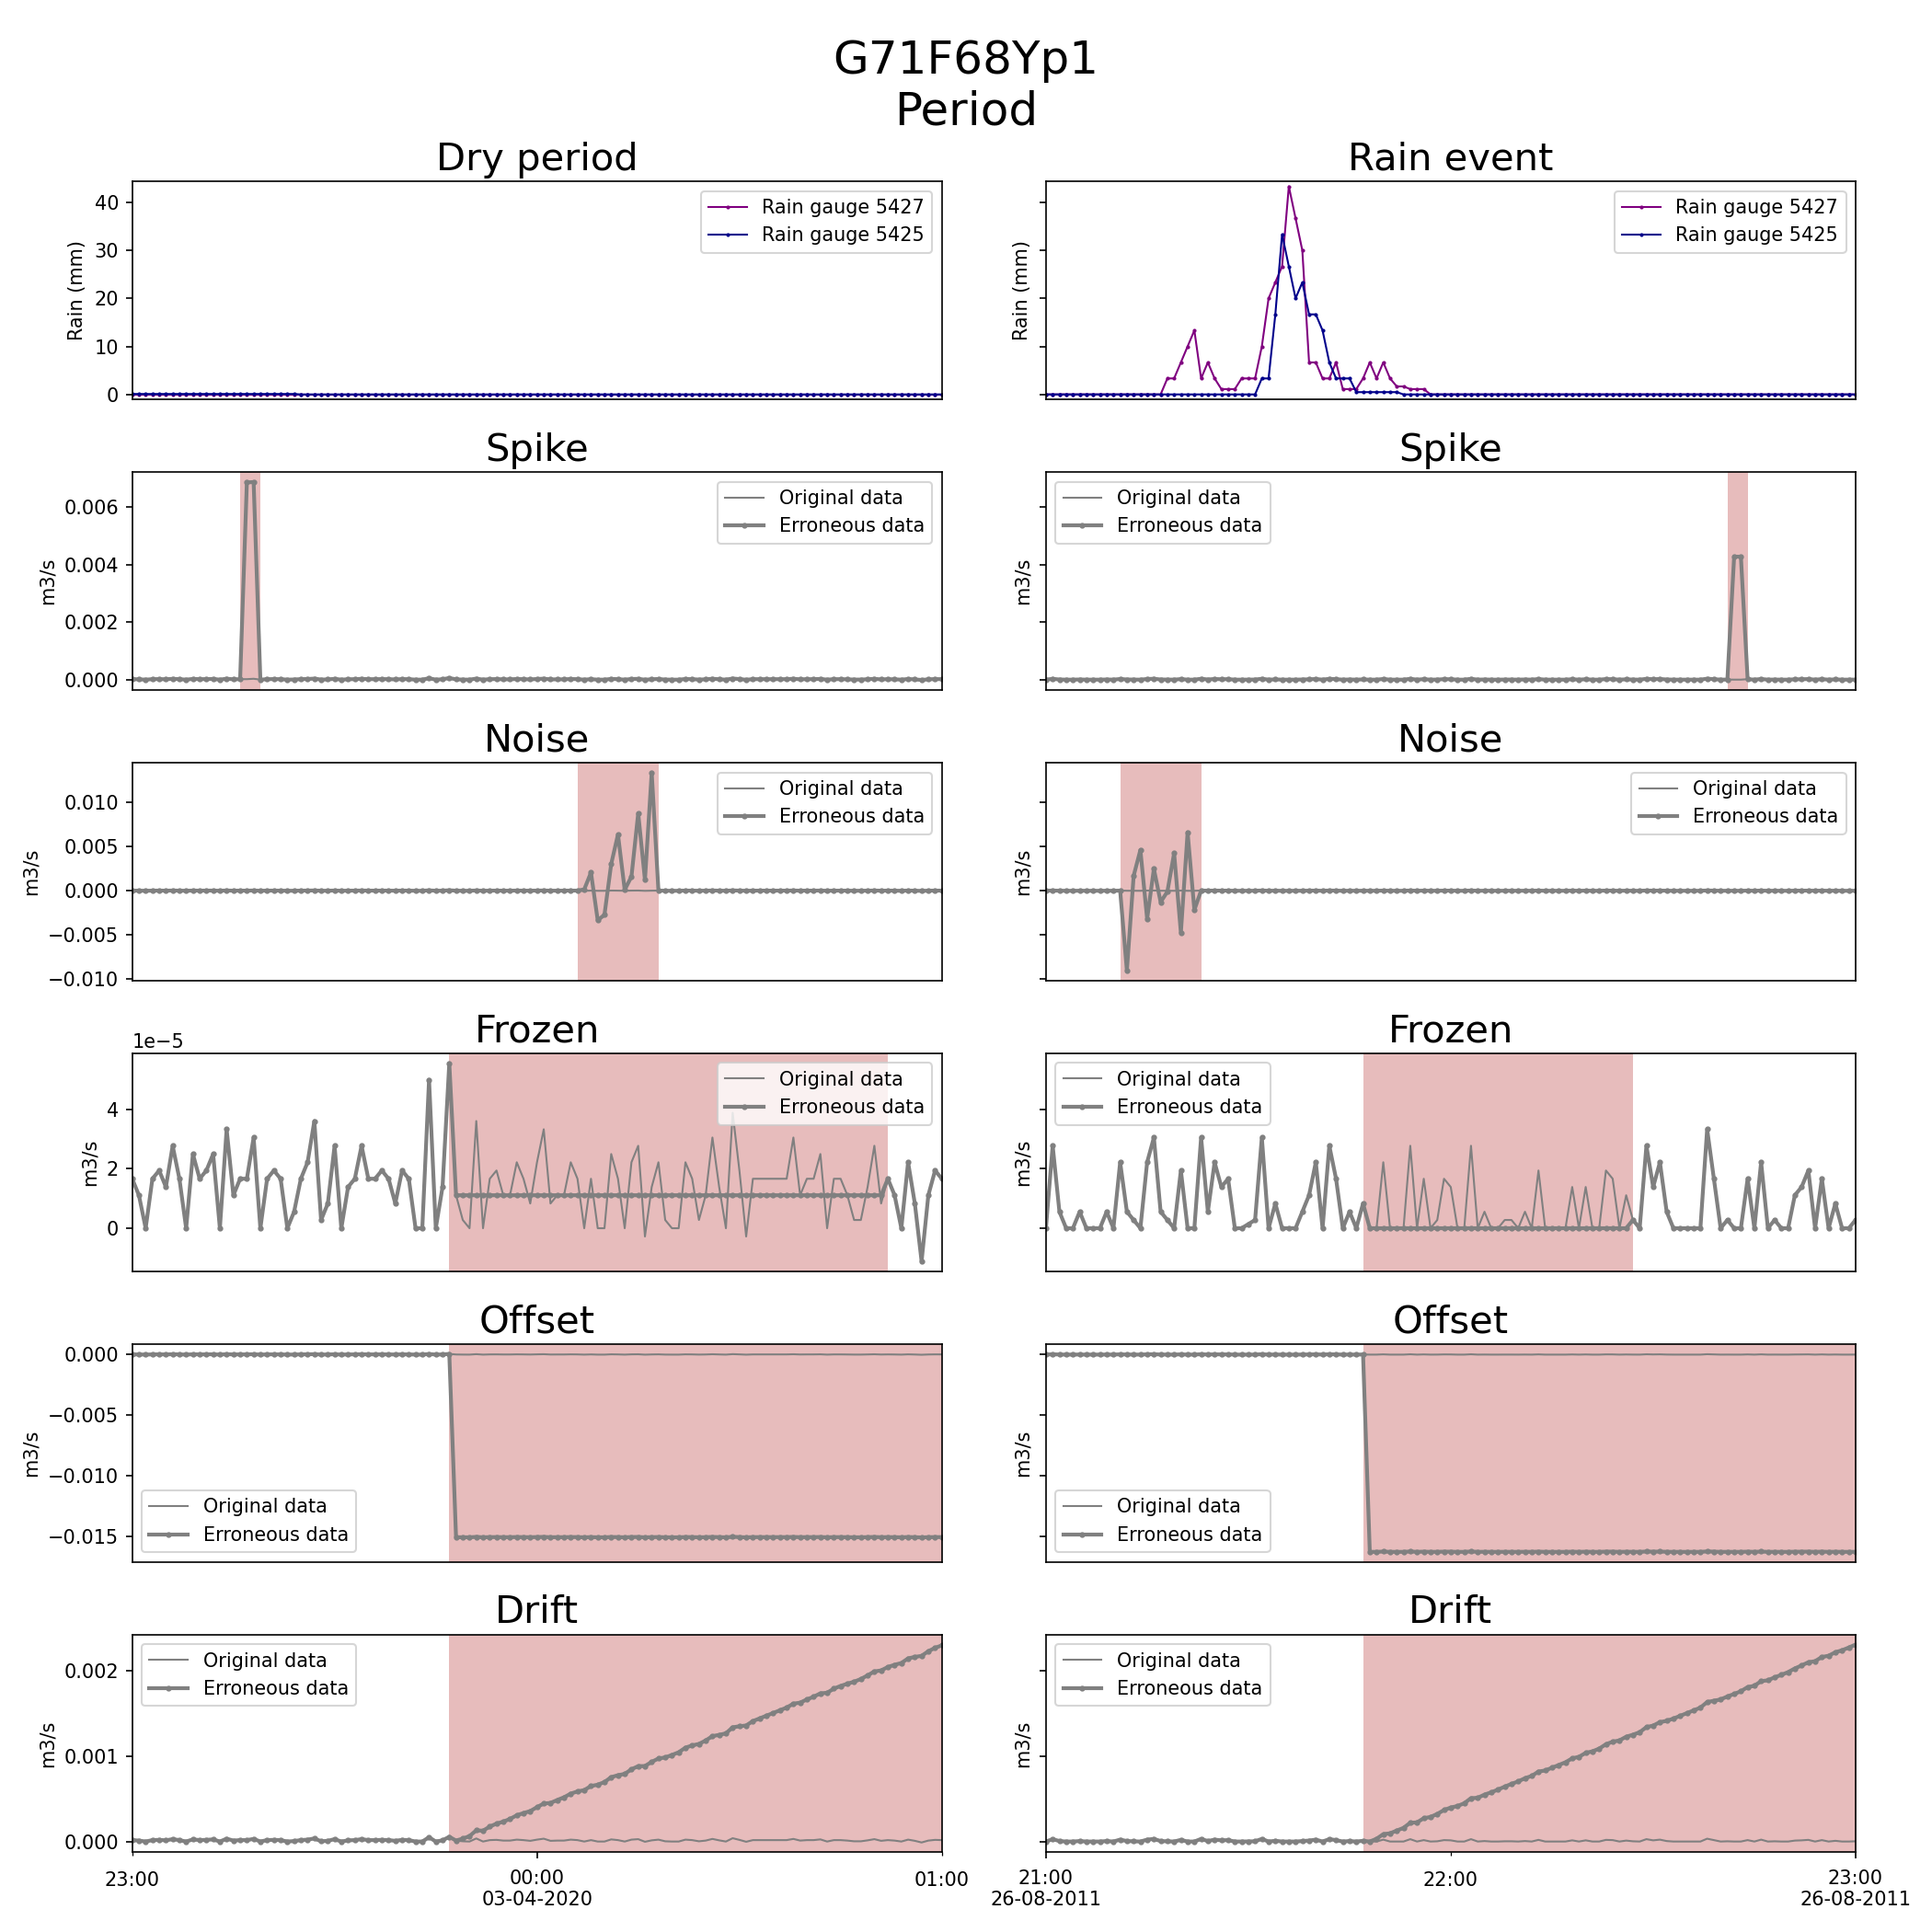 G71F68Yp1
Period
Dry period
Rain event
40
30
20
10
0
Rain (mm)
Rain gauge 5427
Rain gauge 5425
Rain (mm)
Rain gauge 5427
Rain gauge 5425
Spike
Spike
0.006
0.004
0.002
0.000
m3/s
Original data
Erroneous data
m3/s
Original data
Erroneous data
Noise
Noise
0.010
0.005
0.000
−0.005
−0.010
m3/s
Original data
Erroneous data
m3/s
Original data
Erroneous data
Frozen
Frozen
1e−5
4
2
0
m3/s
Original data
Erroneous data
m3/s
Original data
Erroneous data
Offset
Offset
0.000
−0.005
−0.010
−0.015
m3/s
Original data
Erroneous data
m3/s
Original data
Erroneous data
Drift
Drift
0.002
0.001
0.000
m3/s
Original data
Erroneous data
m3/s
Original data
Erroneous data
23:00
00:00
03-04-2020
01:00
21:00
26-08-2011
22:00
23:00
26-08-2011